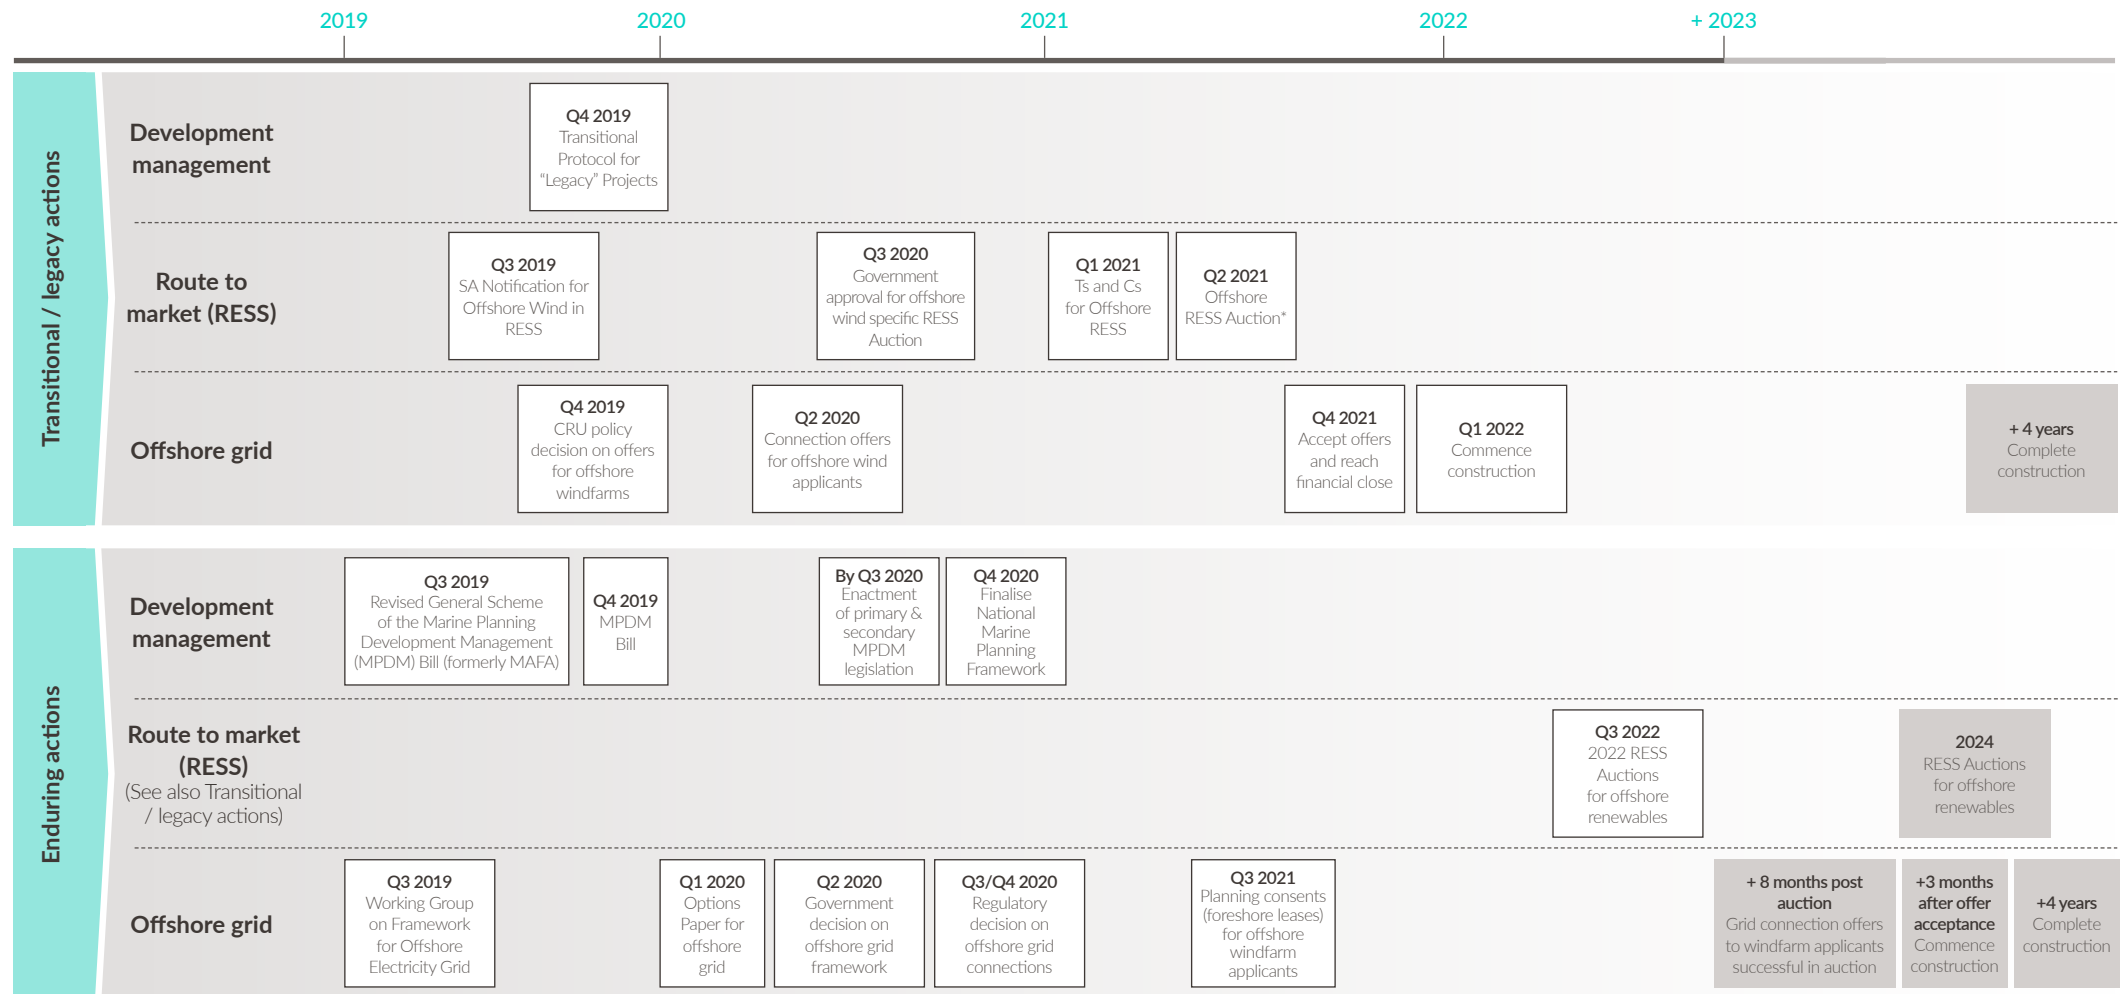 2019
2020
2021
2022
+ 2023
Transitional / legacy actions
Development
management
Q4 2019
Transitional
Protocol for
“Legacy” Projects
Route to
market (RESS)
Q3 2019
SA Notification for
Offshore Wind in
RESS
Q3 2020
Government
approval for offshore
wind specific RESS
Auction
Q1 2021
Ts and Cs
for Offshore
RESS
Q2 2021
Offshore
RESS Auction*
Offshore grid
Q4 2019
CRU policy
decision on offers
for offshore
windfarms
Q2 2020
Connection offers
for offshore wind
applicants
Q4 2021
Accept offers
and reach
financial close
Q1 2022
Commence
construction
+ 4 years
Complete
construction
Enduring actions
Development
management
Q3 2019
Revised General Scheme
of the Marine Planning
Development Management
(MPDM) Bill (formerly MAFA)
Q4 2019
MPDM
Bill
By Q3 2020
Enactment
of primary &
secondary
MPDM
legislation
Q4 2020
Finalise
National
Marine
Planning
Framework
Route to market
(RESS)
(See also Transitional
/ legacy actions)
Q3 2022
2022 RESS
Auctions
for offshore
renewables
2024
RESS Auctions
for offshore
renewables
Offshore grid
Q3 2019
Working Group
on Framework
for Offshore
Electricity Grid
Q1 2020
Options
Paper for
offshore
grid
Q2 2020
Government
decision on
offshore grid
framework
Q3/Q4 2020
Regulatory
decision on
offshore grid
connections
Q3 2021
Planning consents
(foreshore leases)
for offshore
windfarm
applicants
+ 8 months post
auction
Grid connection offers
to windfarm applicants
successful in auction
+3 months
after offer
acceptance
Commence
construction
+4 years
Complete
construction